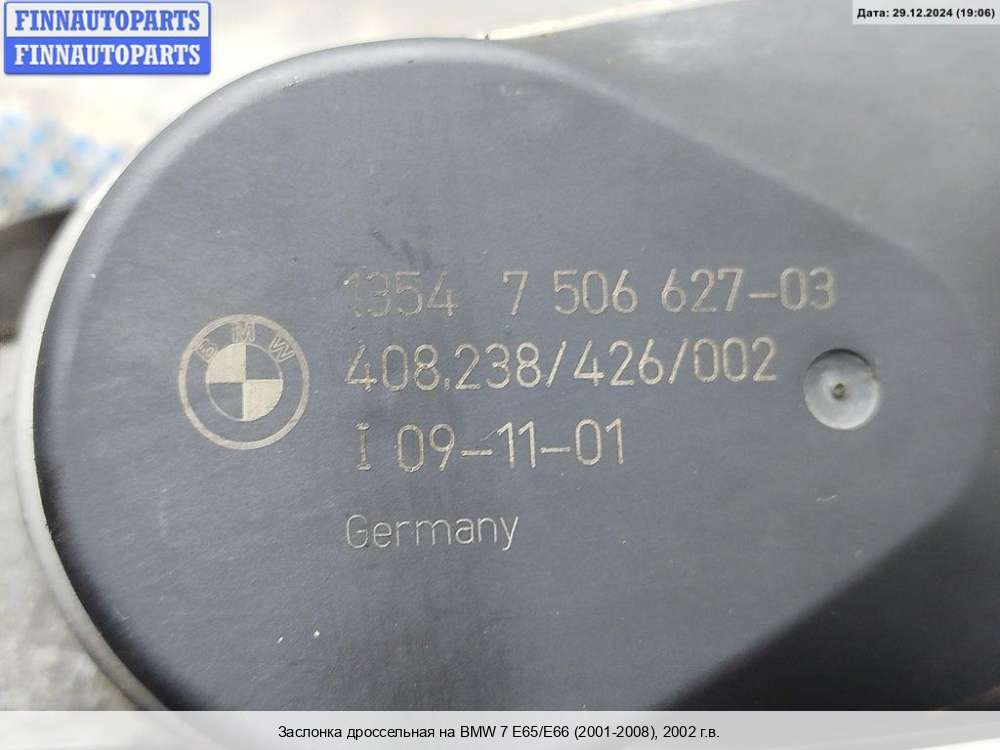 FINNAUTOPARTS
FINNAUTOPARTS
Дата: 29.12.2024 (19:06)
BMW
1354 7 506 627-03
408.238/426/002
I 09-11-01
Germany
Заслонка дроссельная на BMW 7 E65/E66 (2001-2008), 2002 г.в.